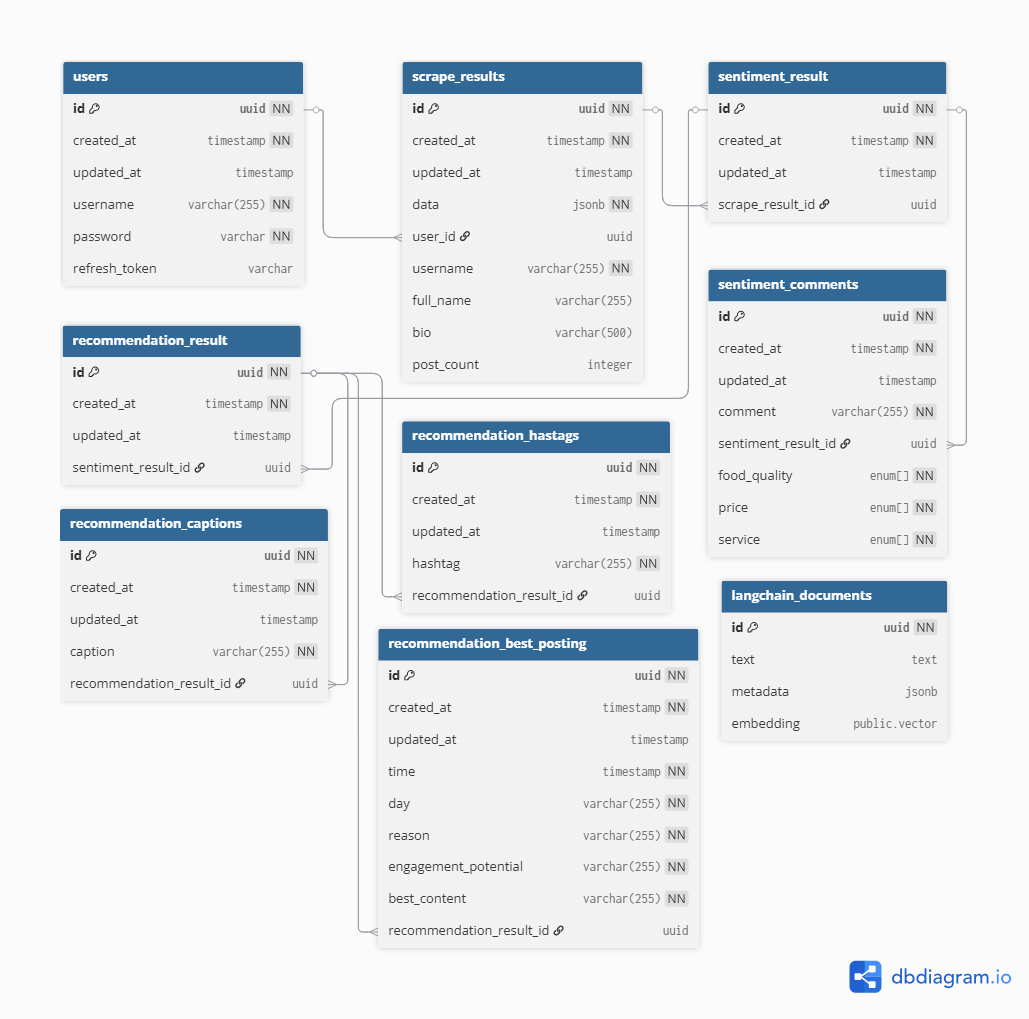 users
id uuid NN
created_at timestamp NN
updated_at timestamp
username varchar(255) NN
password varchar NN
refresh_token varchar
scrape_results
id uuid NN
created_at timestamp NN
updated_at timestamp
data jsonb NN
user_id uuid
username varchar(255) NN
full_name varchar(255)
bio varchar(500)
post_count integer
sentiment_result
id uuid NN
created_at timestamp NN
updated_at timestamp
scrape_result_id uuid
sentiment_comments
id uuid NN
created_at timestamp NN
updated_at timestamp
comment varchar(255) NN
sentiment_result_id uuid
food_quality enum[] NN
price enum[] NN
service enum[] NN
recommendation_result
id uuid NN
created_at timestamp NN
updated_at timestamp
sentiment_result_id uuid
recommendation_hastags
id uuid NN
created_at timestamp NN
updated_at timestamp
hashtag varchar(255) NN
recommendation_result_id uuid
recommendation_captions
id uuid NN
created_at timestamp NN
updated_at timestamp
caption varchar(255) NN
recommendation_result_id uuid
langchain_documents
id uuid NN
text text
metadata jsonb
embedding public.vector
recommendation_best_posting
id uuid NN
created_at timestamp NN
updated_at timestamp
time timestamp NN
day varchar(255) NN
reason varchar(255) NN
engagement_potential varchar(255) NN
best_content varchar(255) NN
recommendation_result_id uuid
dbdiagram.io